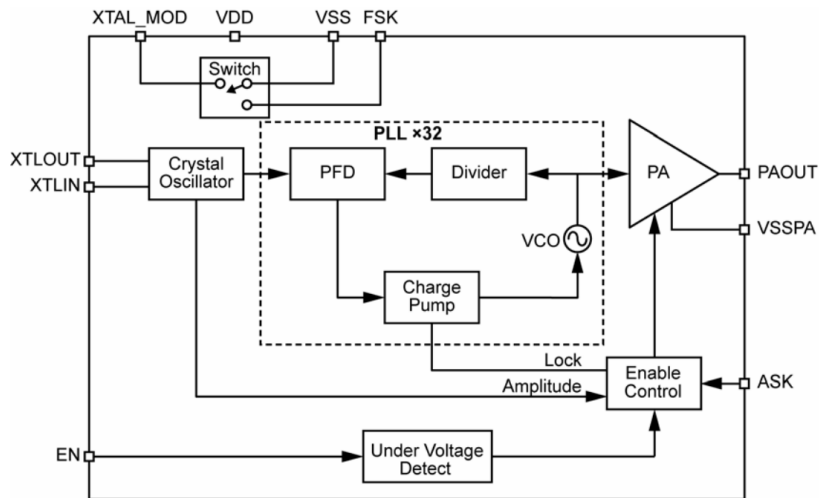 XTAL_MOD VDD VSS FSK
Switch
PLL ×32
XTLOUT
XTLIN
Crystal
Oscillator
PFD
Divider
PA
PAOUT
VCO
VSSPA
Charge
Pump
Lock
Amplitude
Enable
Control
ASK
EN
Under Voltage
Detect